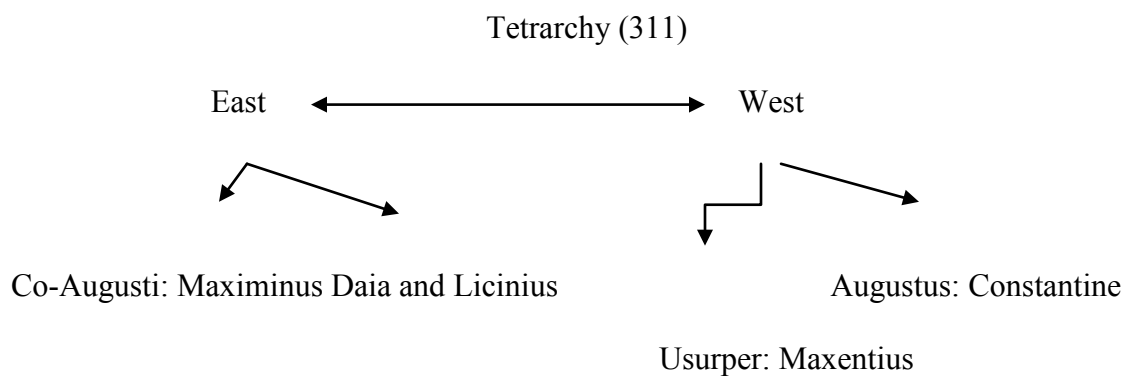 Tetrarchy (311)
East West
Co-Augusti: Maximinus Daia and Licinius Augustus: Constantine
Usurper: Maxentius